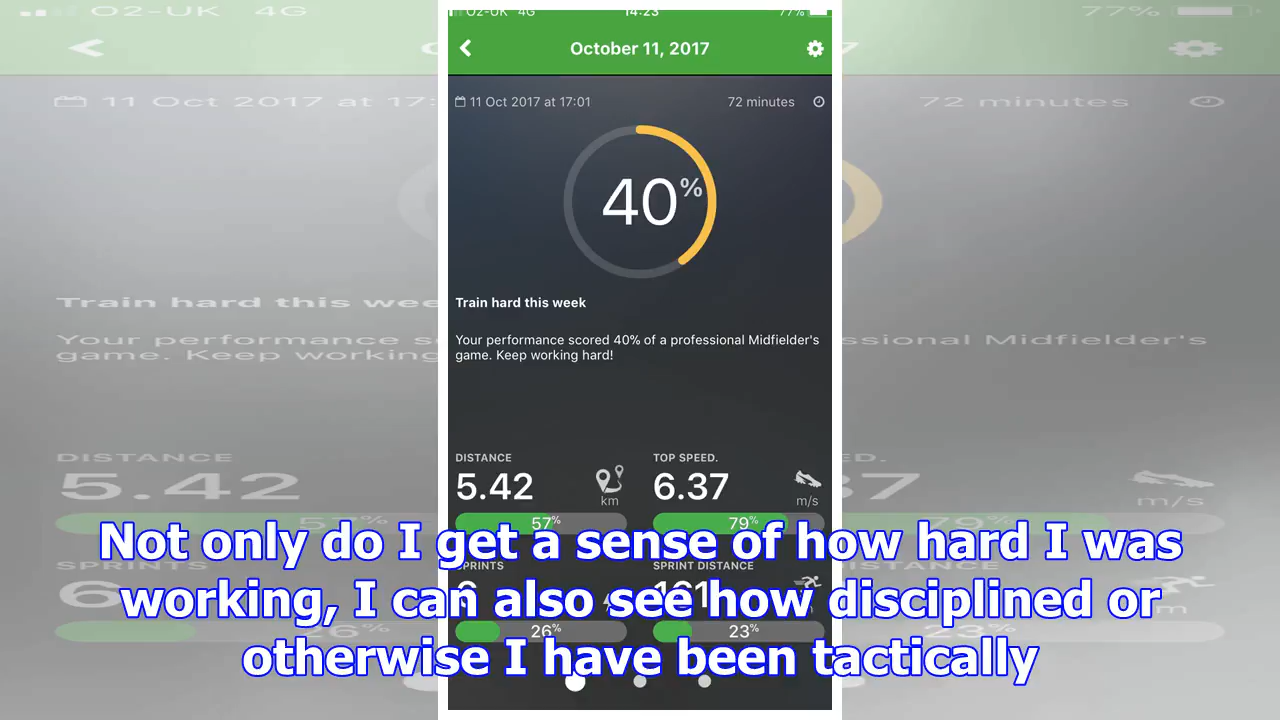 O2-UK 4G 14:23 77%
October 11, 2017
11 Oct 2017 at 17:01 72 minutes
40%
Train hard this week
Your performance scored 40% of a professional Midfielder's
game. Keep working hard!
DISTANCE TOP SPEED.
5.42 km 6.37 m/s
57% 79%
SPRINTS SPRINT DISTANCE
6 161 m
26% 23%
Not only do I get a sense of how hard I was
working, I can also see how disciplined or
otherwise I have been tactically